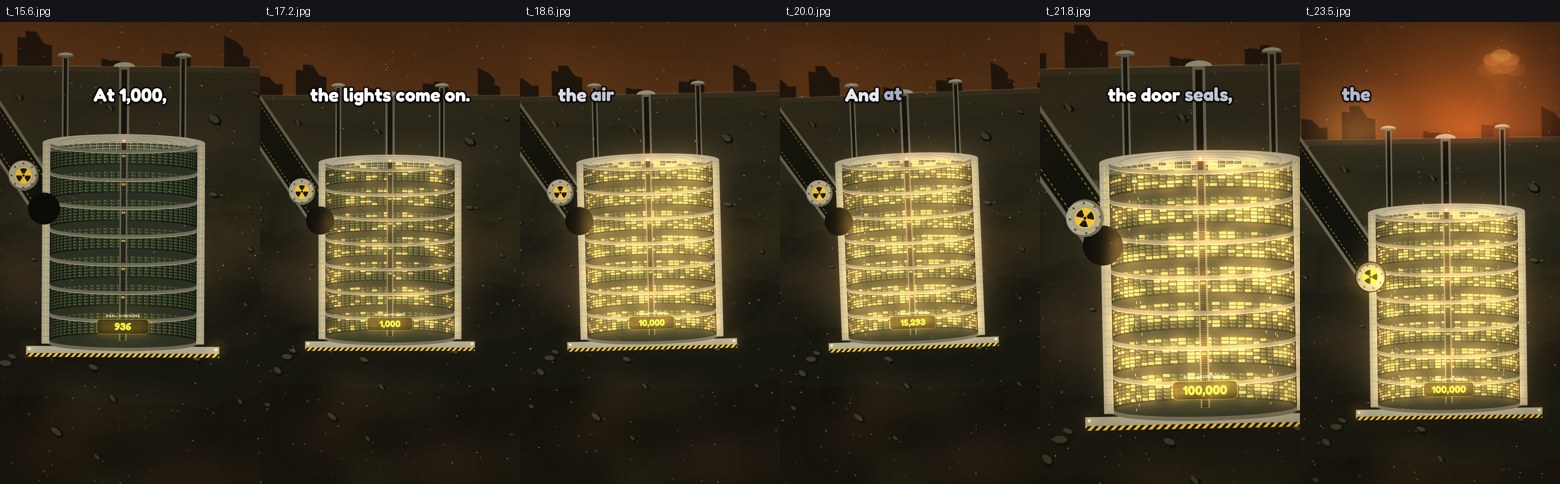 t_15.6.jpg
At 1,000,
936
t_17.2.jpg
the lights come on.
1,000
t_18.6.jpg
the air
10,000
t_20.0.jpg
And at
15,293
t_21.8.jpg
the door seals,
100,000
t_23.5.jpg
the
100,000